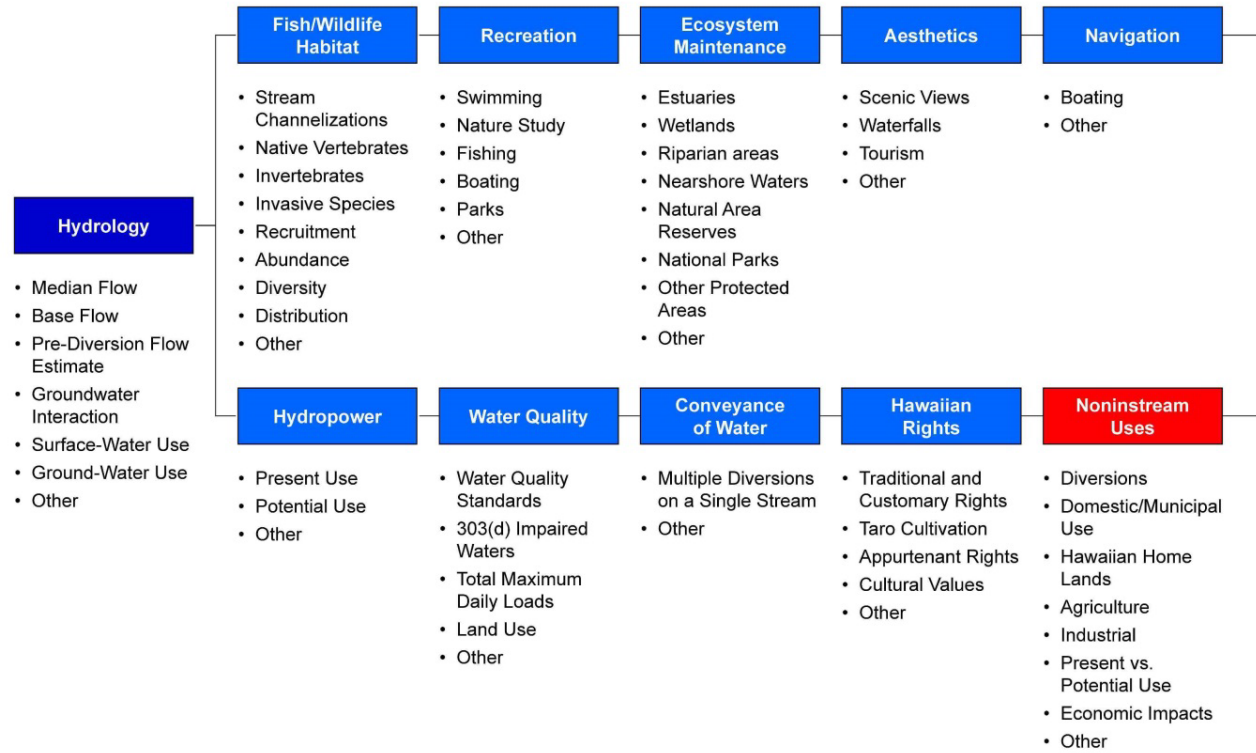 Fish/Wildlife
Habitat
• Stream
Channelizations
• Native Vertebrates
• Invertebrates
• Invasive Species
• Recruitment
• Abundance
• Diversity
• Distribution
• Other
Recreation
• Swimming
• Nature Study
• Fishing
• Boating
• Parks
• Other
Ecosystem
Maintenance
• Estuaries
• Wetlands
• Riparian areas
• Nearshore Waters
• Natural Area
Reserves
• National Parks
• Other Protected
Areas
• Other
Aesthetics
• Scenic Views
• Waterfalls
• Tourism
• Other
Navigation
• Boating
• Other
Hydrology
• Median Flow
• Base Flow
• Pre-Diversion Flow
Estimate
• Groundwater
Interaction
• Surface-Water Use
• Ground-Water Use
• Other
Hydropower
• Present Use
• Potential Use
• Other
Water Quality
• Water Quality
Standards
• 303(d) Impaired
Waters
• Total Maximum
Daily Loads
• Land Use
• Other
Conveyance
of Water
• Multiple Diversions
on a Single Stream
• Other
Hawaiian
Rights
• Traditional and
Customary Rights
• Taro Cultivation
• Appurtenant Rights
• Cultural Values
• Other
Noninstream
Uses
• Diversions
• Domestic/Municipal
Use
• Hawaiian Home
Lands
• Agriculture
• Industrial
• Present vs.
Potential Use
• Economic Impacts
• Other